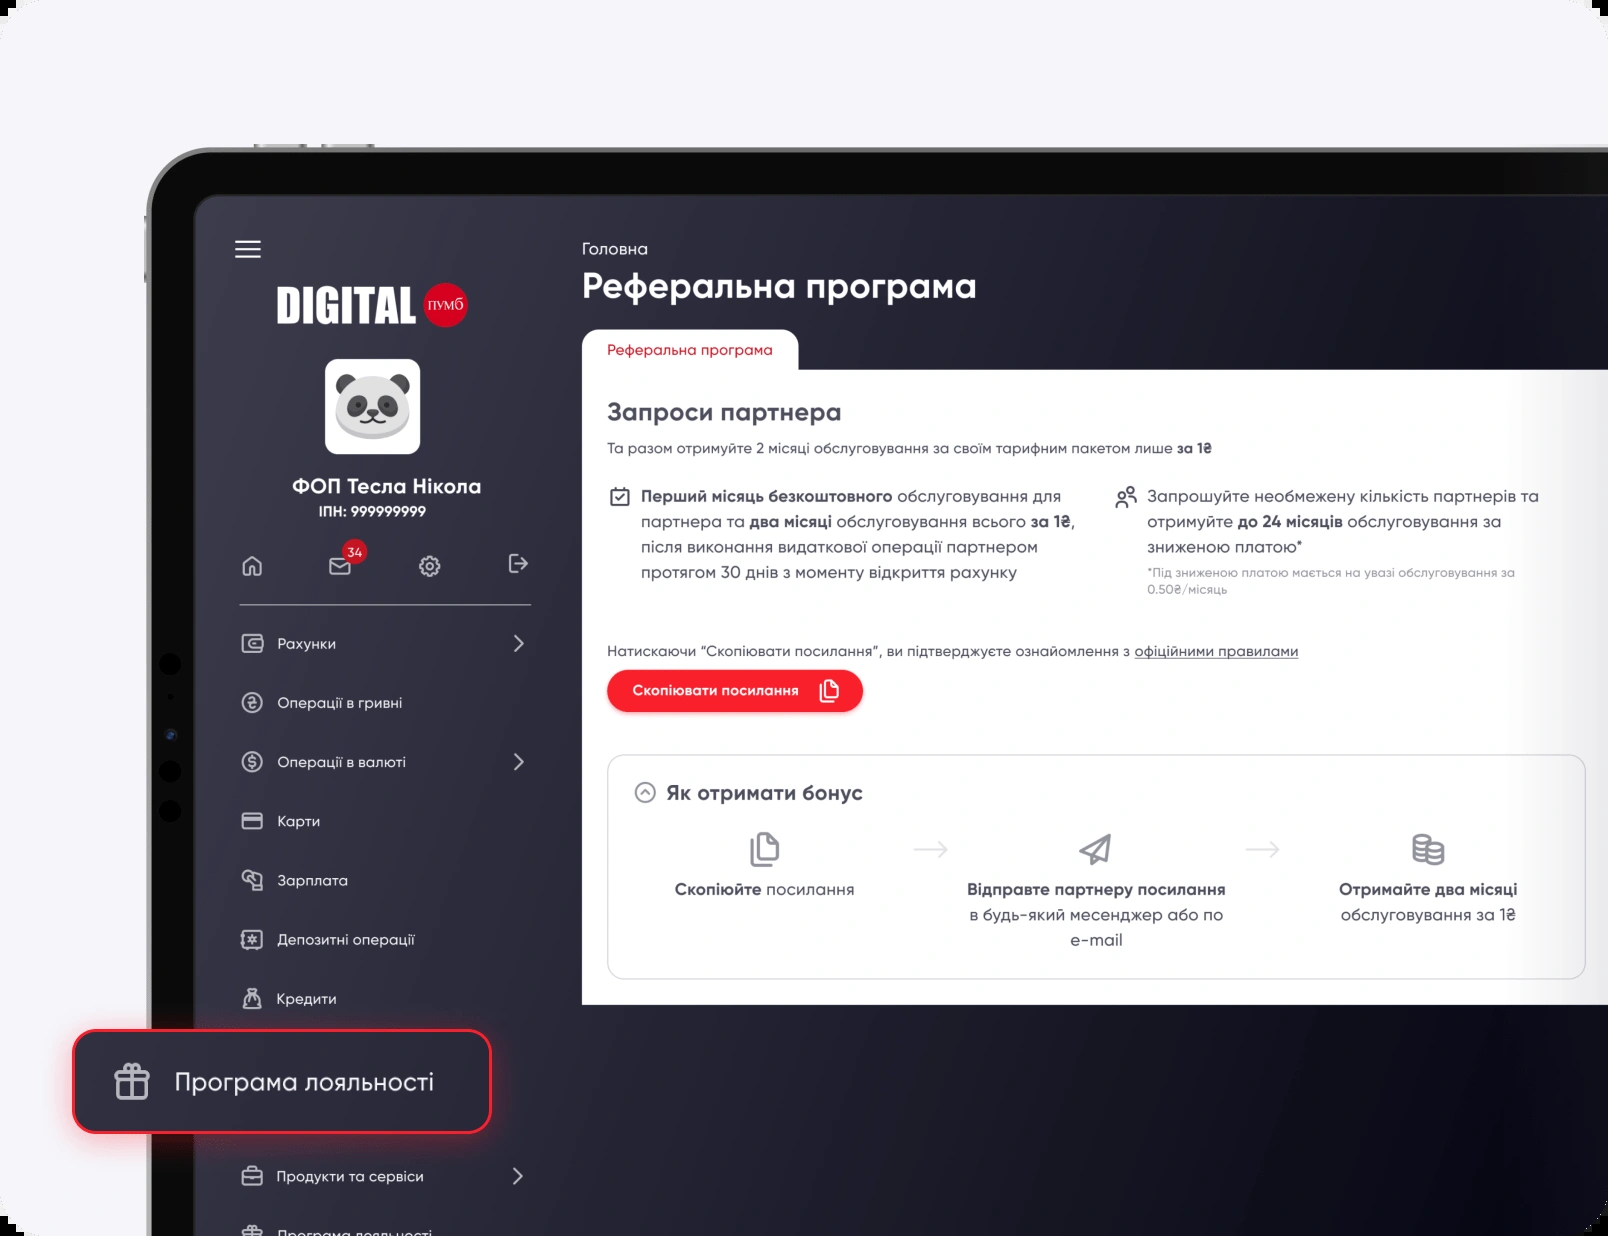 Головна
Реферальна програма
DIGITAL ПУМБ
ФОП Тесла Нікола
ІПН: 999999999
34
Рахунки
Операції в гривні
Операції в валюті
Карти
Зарплата
Депозитні операції
Кредити
Програма лояльності
Продукти та сервіси
Програма лояльності
Реферальна програма
Запроси партнера
Та разом отримуйте 2 місяці обслуговування за своїм тарифним пакетом лише за 1₴
Перший місяць безкоштовного обслуговування для
партнера та два місяці обслуговування всього за 1₴,
після виконання видаткової операції партнером
протягом 30 днів з моменту відкриття рахунку
Запрошуйте необмежену кількість партнерів та
отримуйте до 24 місяців обслуговування за
зниженою платою*
*Під зниженою платою мається на увазі обслуговування за
0.50₴/місяць
Натискаючи “Скопіювати посилання”, ви підтверджуєте ознайомлення з офіційними правилами
Скопіювати посилання
Як отримати бонус
Скопіюйте посилання
Відправте партнеру посилання
в будь-який месенджер або по
e-mail
Отримайте два місяці
обслуговування за 1₴